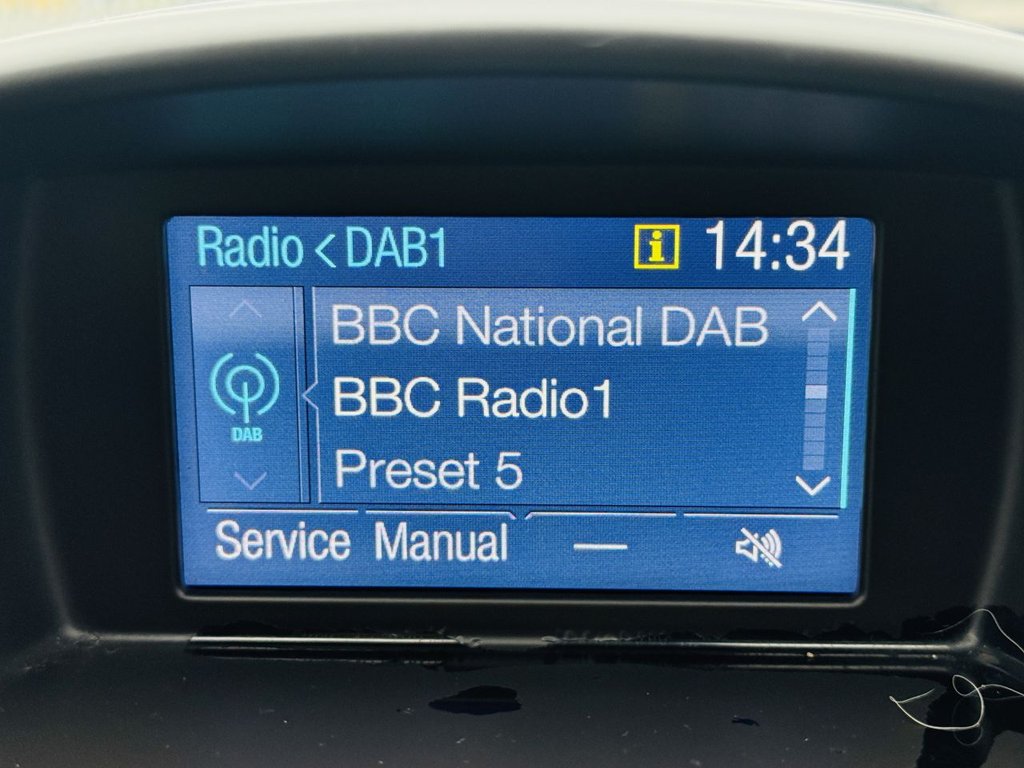 Radio < DAB1 i 14:34
BBC National DAB
BBC Radio1
DAB
Preset 5
Service Manual —